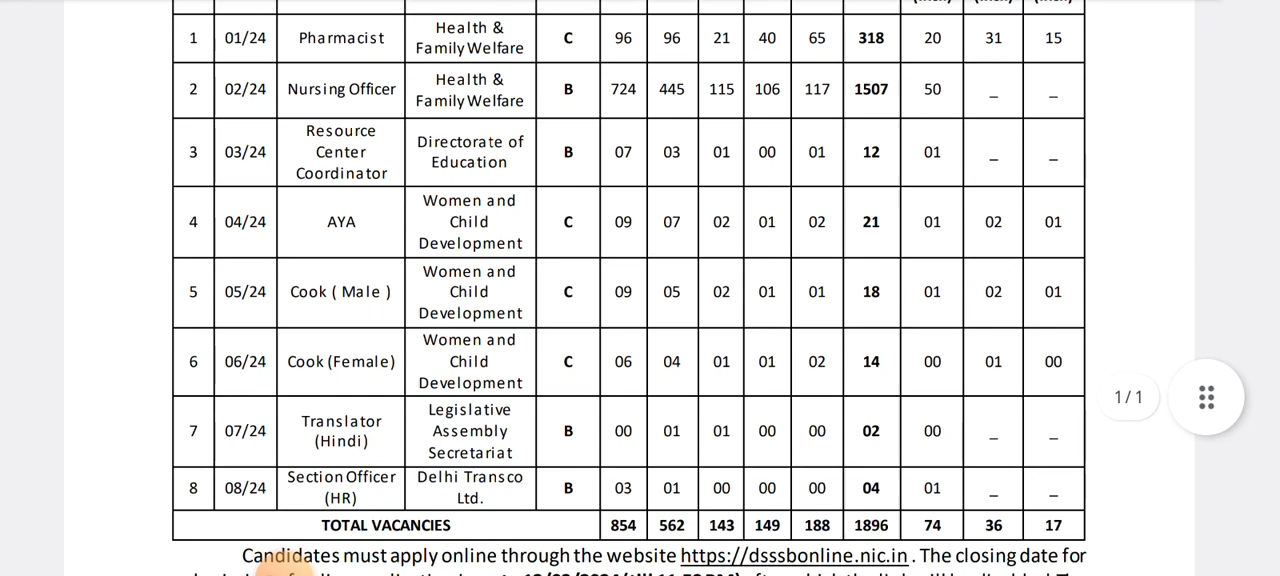 1 01/24 Pharmacist Health & Family Welfare C 96 96 21 40 65 318 20 31 15
2 02/24 Nursing Officer Health & Family Welfare B 724 445 115 106 117 1507 50 _ _
3 03/24 Resource Center Coordinator Directorate of Education B 07 03 01 00 01 12 01 _ _
4 04/24 AYA Women and Child Development C 09 07 02 01 02 21 01 02 01
5 05/24 Cook ( Male ) Women and Child Development C 09 05 02 01 01 18 01 02 01
6 06/24 Cook (Female) Women and Child Development C 06 04 01 01 02 14 00 01 00
7 07/24 Translator (Hindi) Legislative Assembly Secretariat B 00 01 01 00 00 02 00 _ _
8 08/24 Section Officer (HR) Delhi Transco Ltd. B 03 01 00 00 00 04 01 _ _
TOTAL VACANCIES 854 562 143 149 188 1896 74 36 17
Candidates must apply online through the website https://dsssbonline.nic.in . The closing date for
1/1